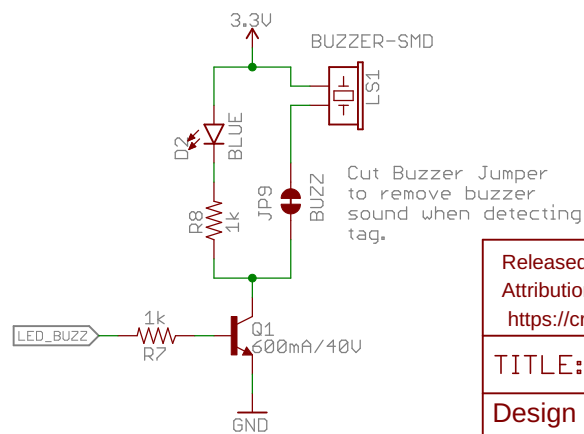 3.3V
BUZZER-SMD
LS1
D2
BLUE
R8
1k
JP9
BUZZ
Cut Buzzer Jumper
to remove buzzer
sound when detecting
tag.
LED_BUZZ
1k
R7
Q1
600mA/40V
GND
Released
Attribution
https://cr
TITLE:
Design